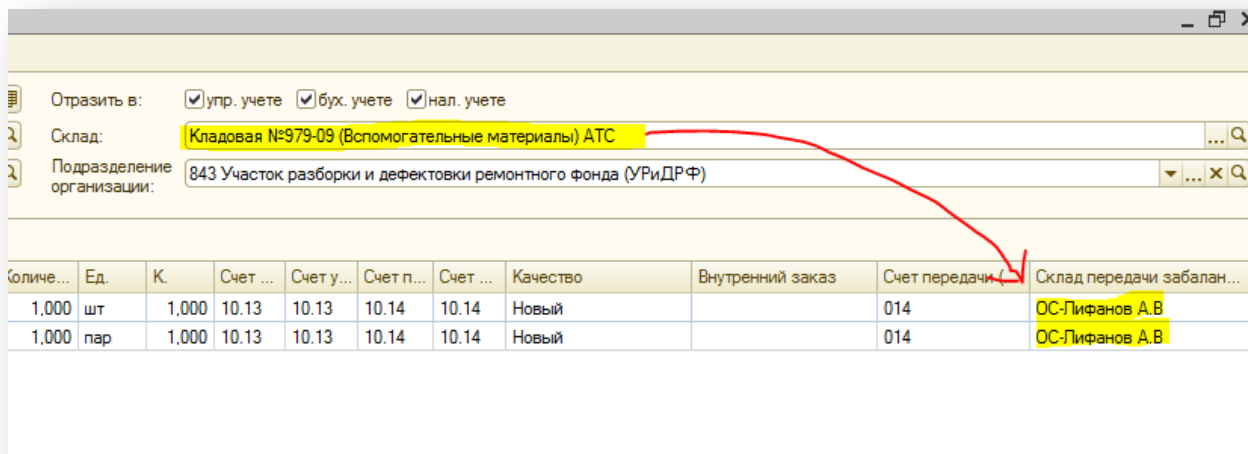 Отразить в: упр. учете бух. учете нал. учете
Склад: Кладовая №979-09 (Вспомогательные материалы) АТС ...
Подразделение организации: 843 Участок разборки и дефектовки ремонтного фонда (УРиДРФ) ...
Количе... Ед. К. Счет ... Счет у... Счет п... Счет ... Качество Внутренний заказ Счет передачи (... Склад передачи забалан...
1,000 шт 1,000 10.13 10.13 10.14 10.14 Новый 014 ОС-Лифанов А.В
1,000 пар 1,000 10.13 10.13 10.14 10.14 Новый 014 ОС-Лифанов А.В